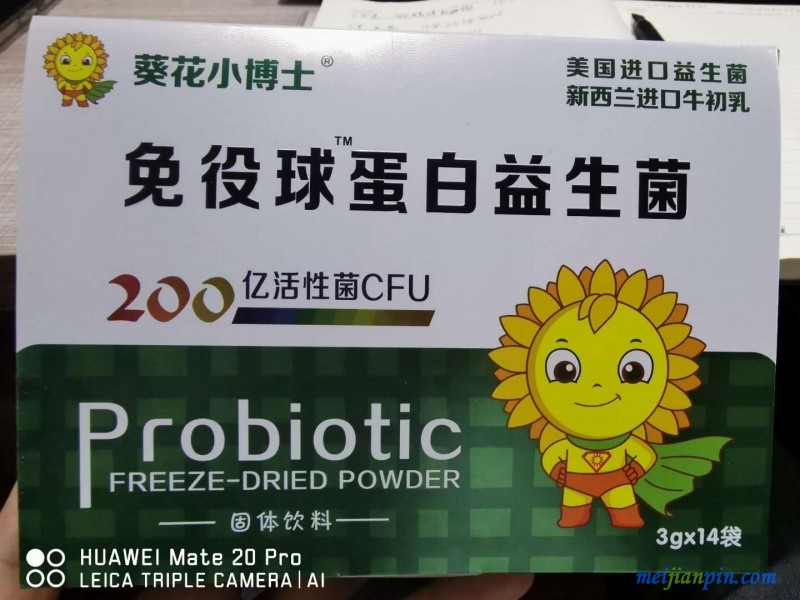 葵花小博士®
美国进口益生菌
新西兰进口牛初乳
免役球™蛋白益生菌
200亿活性菌CFU
Probiotic
FREEZE-DRIED POWDER
固体饮料
3gx14袋
HUAWEI Mate 20 Pro
LEICA TRIPLE CAMERA|AI
meijianpin.com